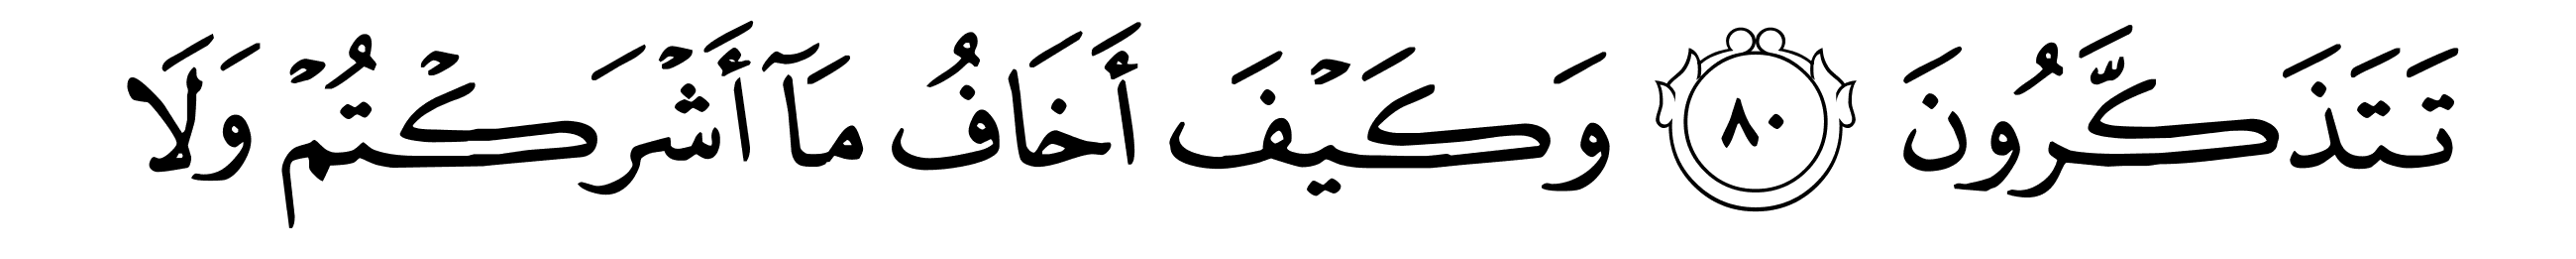 تَتَذَكَّرُونَ ٨٠ وَكَيْفَ أَخَافُ مَآ أَشْرَكْتُمْ وَلَا